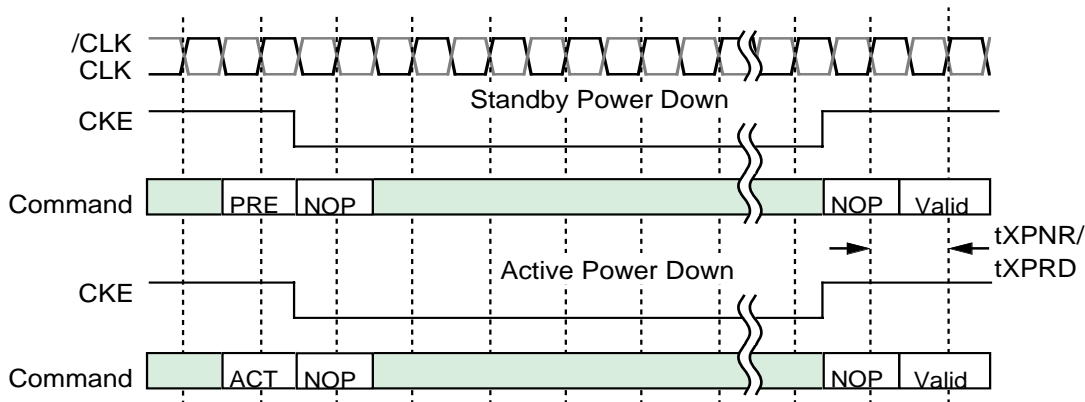 /CLK
CLK
Standby Power Down
CKE
Command PRE NOP NOP Valid
tXPNR/
tXPRD
Active Power Down
CKE
Command ACT NOP NOP Valid